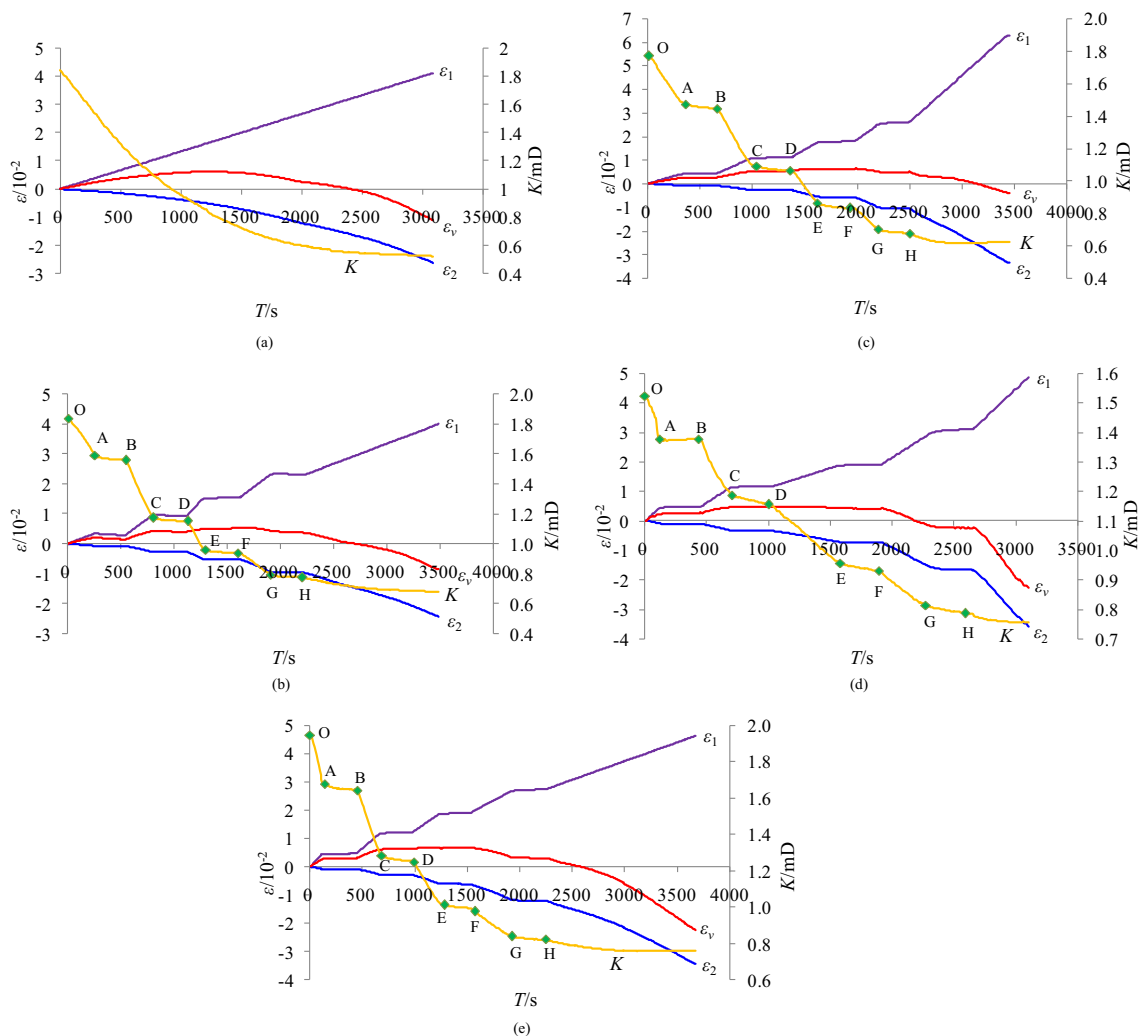 ε/10⁻²
5
4
3
2
1
0
-1
-2
-3
0 500 1000 1500 2000 2500 3000 3500
2
1.8
1.6
1.4
1.2
1
0.8
0.6
0.4
K/mD
ε₁
εᵥ
ε₂
K
T/s
(a)
ε/10⁻²
7
6
5
4
3
2
1
0
-1
-2
-3
-4
0 500 1000 1500 2000 2500 3000 3500 4000
2.0
1.8
1.6
1.4
1.2
1.0
0.8
0.6
0.4
K/mD
O
A
B
C
D
E
F
G
H
ε₁
εᵥ
K
ε₂
T/s
(c)
ε/10⁻²
5
4
3
2
1
0
-1
-2
-3
0 500 1000 1500 2000 2500 3000 3500 4000
2.0
1.8
1.6
1.4
1.2
1.0
0.8
0.6
0.4
K/mD
O
A
B
C
D
E
F
G
H
ε₁
εᵥ
K
ε₂
T/s
(b)
ε/10⁻²
5
4
3
2
1
0
-1
-2
-3
-4
0 500 1000 1500 2000 2500 3000 3500
1.6
1.5
1.4
1.3
1.2
1.1
1.0
0.9
0.8
0.7
K/mD
O
A
B
C
D
E
F
G
H
ε₁
εᵥ
K
ε₂
T/s
(d)
ε/10⁻²
5
4
3
2
1
0
-1
-2
-3
-4
0 500 1000 1500 2000 2500 3000 3500 4000
2.0
1.8
1.6
1.4
1.2
1.0
0.8
0.6
K/mD
O
A
B
C
D
E
F
G
H
ε₁
εᵥ
K
ε₂
T/s
(e)